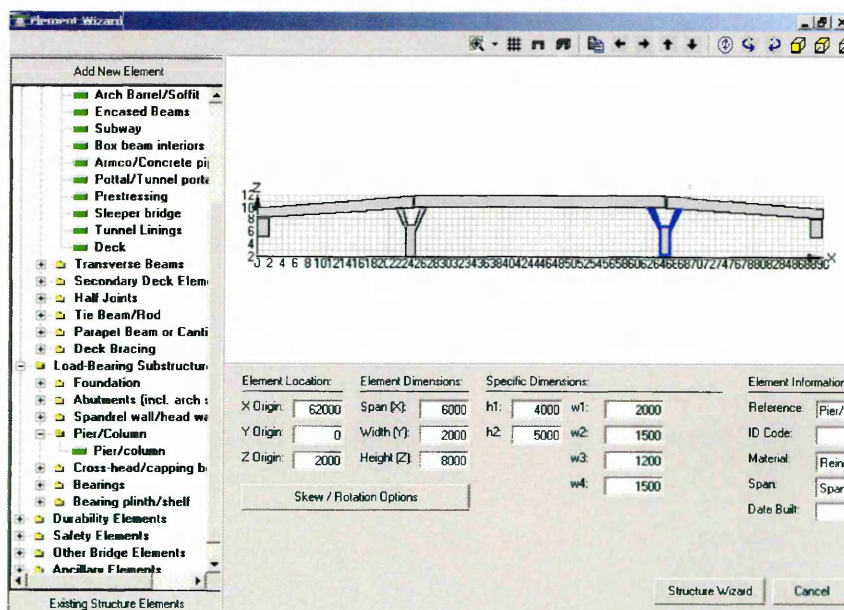 Element Wizard
Add New Element
Arch Barrel/Soffit
Encased Beams
Subway
Box beam interiors
Armco/Concrete pi
Pottal/Tunnel porta
Prestressing
Sleeper bridge
Tunnel Linings
Deck
Transverse Beams
Secondary Deck Elem
Half Joints
Tie Beam/Rod
Parapet Beam or Canti
Deck Bracing
Load-Bearing Substructure
Foundation
Abutments (incl. arch s
Spandrel wall/head wa
Pier/Column
Pier/column
Cross-head/capping b
Bearings
Bearing plinth/shelf
Durability Elements
Safety Elements
Other Bridge Elements
Ancillary Elements
Existing Structure Elements
Z
12
10
8
6
4
2
X
Element Location:
X Origin: 62000
Y Origin: 0
Z Origin: 2000
Skew / Rotation Options
Element Dimensions:
Span (X): 6000
Width (Y): 2000
Height (Z): 8000
Specific Dimensions:
h1: 4000 w1: 2000
h2: 5000 w2: 1500
w3: 1200
w4: 1500
Element Information
Reference: Pier/
ID Code:
Material: Rein
Span: Span
Date Built:
Structure Wizard
Cancel